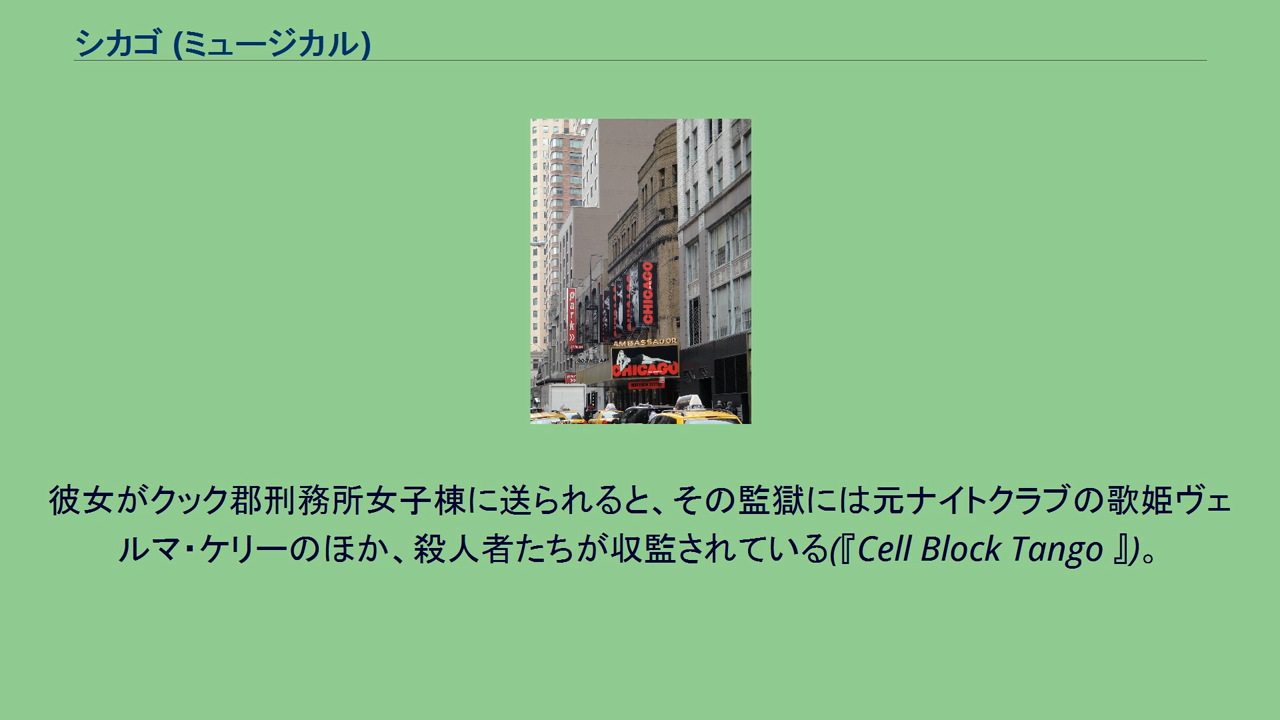 シカゴ (ミュージカル)
CHICAGO
park
AMBASSADOR
CHICAGO
彼女がクック郡刑務所女子棟に送られると、その監獄には元ナイトクラブの歌姫ヴェ
ルマ・ケリーのほか、殺人者たちが収監されている(『Cell Block Tango 』)。